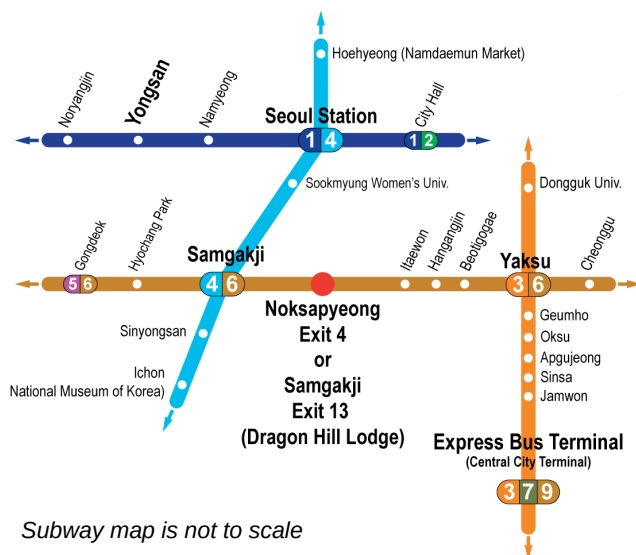 Hoehyeong (Namdaemun Market)
Noryangjin
Yongsan
Namyeong
Seoul Station
City Hall
1 4
1 2
Sookmyung Women's Univ.
Dongguk Univ.
Gongdeok
Hyochang Park
Samgakji
Itaewon
Hangangjin
Beotigogae
Yaksu
Cheonggu
5 6
4 6
3 6
Noksapyeong
Exit 4
or
Samgakji
Exit 13
(Dragon Hill Lodge)
Sinyongsan
Ichon
National Museum of Korea)
Geumho
Oksu
Apgujeong
Sinsa
Jamwon
Express Bus Terminal
(Central City Terminal)
3 7 9
Subway map is not to scale